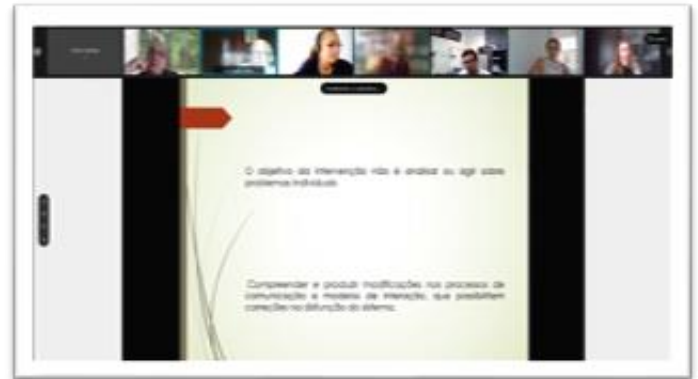 O objetivo da intervenção não é analisar ou agir sobre
problemas individuais.
Compreender e produzir modificações nos processos de
comunicação e modelos de interação, que possibilitem
correções na disfunção do sistema.